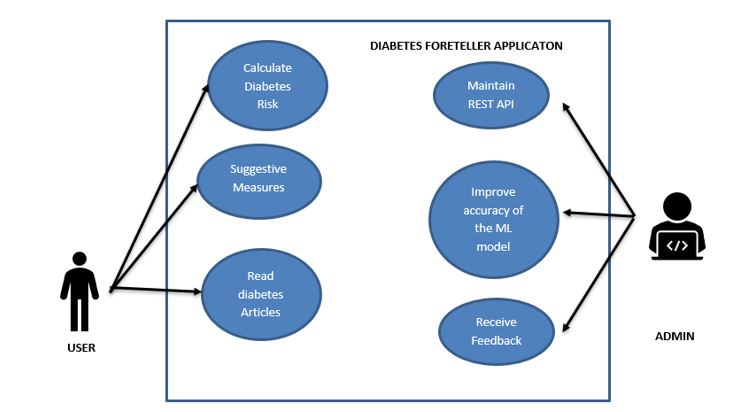 DIABETES FORETELLER APPLICATON
Calculate
Diabetes
Risk
Suggestive
Measures
Read
diabetes
Articles
Maintain
REST API
Improve
accuracy of
the ML
model
Receive
Feedback
USER
</>
ADMIN